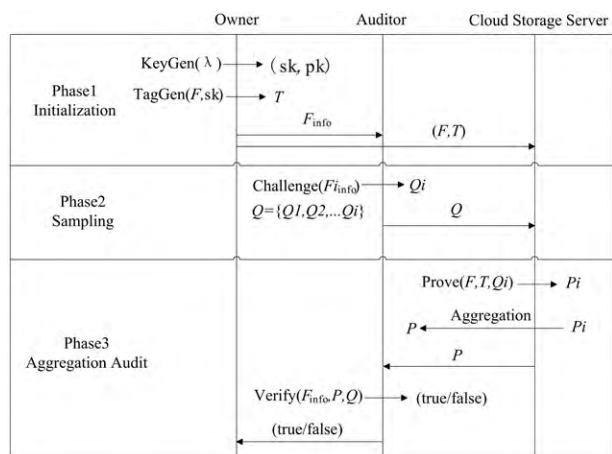 Owner Auditor Cloud Storage Server
Phase1
Initialization
KeyGen(λ) (sk, pk)
TagGen(F,sk) T
Finfo
(F,T)
Phase2
Sampling
Challenge(Fiinfo) Qi
Q={Q1,Q2,...Qi} Q
Phase3
Aggregation Audit
Prove(F,T,Qi) Pi
P Aggregation Pi
P
Verify(Finfo,P,Q) (true/false)
(true/false)